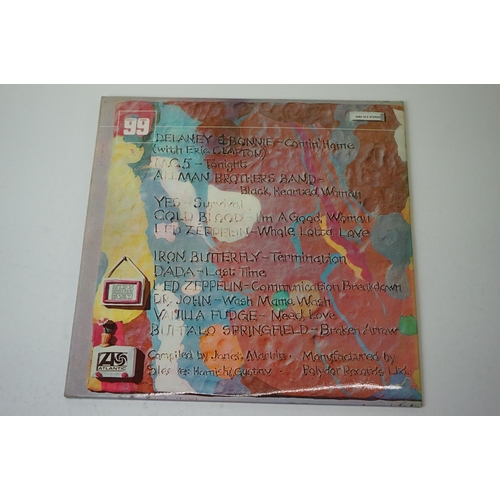 99
DELANEY & BONNIE - Comin' Home
(with Eric CLAPTON)
MC5 - Tonight
ALLMAN BROTHERS BAND -
Black Hearted Woman
YES - Survival
COLD BLOOD - I'm A Good Woman
LED ZEPPELIN - Whole Lotta Love
IRON BUTTERFLY - Termination
DADA - Last Time
LED ZEPPELIN - Communication Breakdown
DR. JOHN - Wash Mama Wash
VANILLA FUDGE - Need Love
BUFFALO SPRINGFIELD - Broken Arrow
Compiled by Janet Martin.
Manufactured by
Polydor Records Ltd.
ATLANTIC